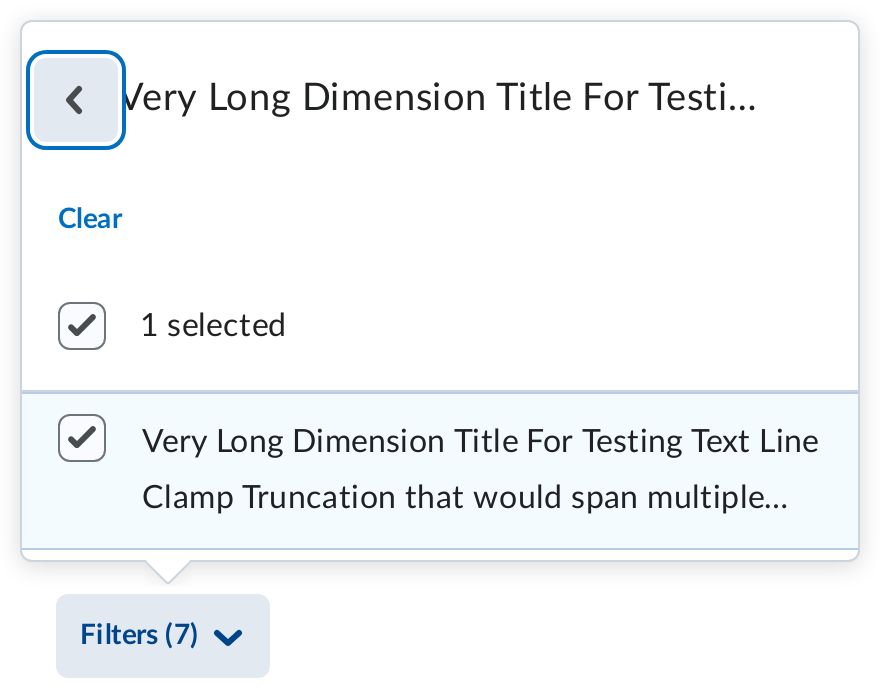 Very Long Dimension Title For Testi...
Clear
1 selected
Very Long Dimension Title For Testing Text Line
Clamp Truncation that would span multiple...
Filters (7)